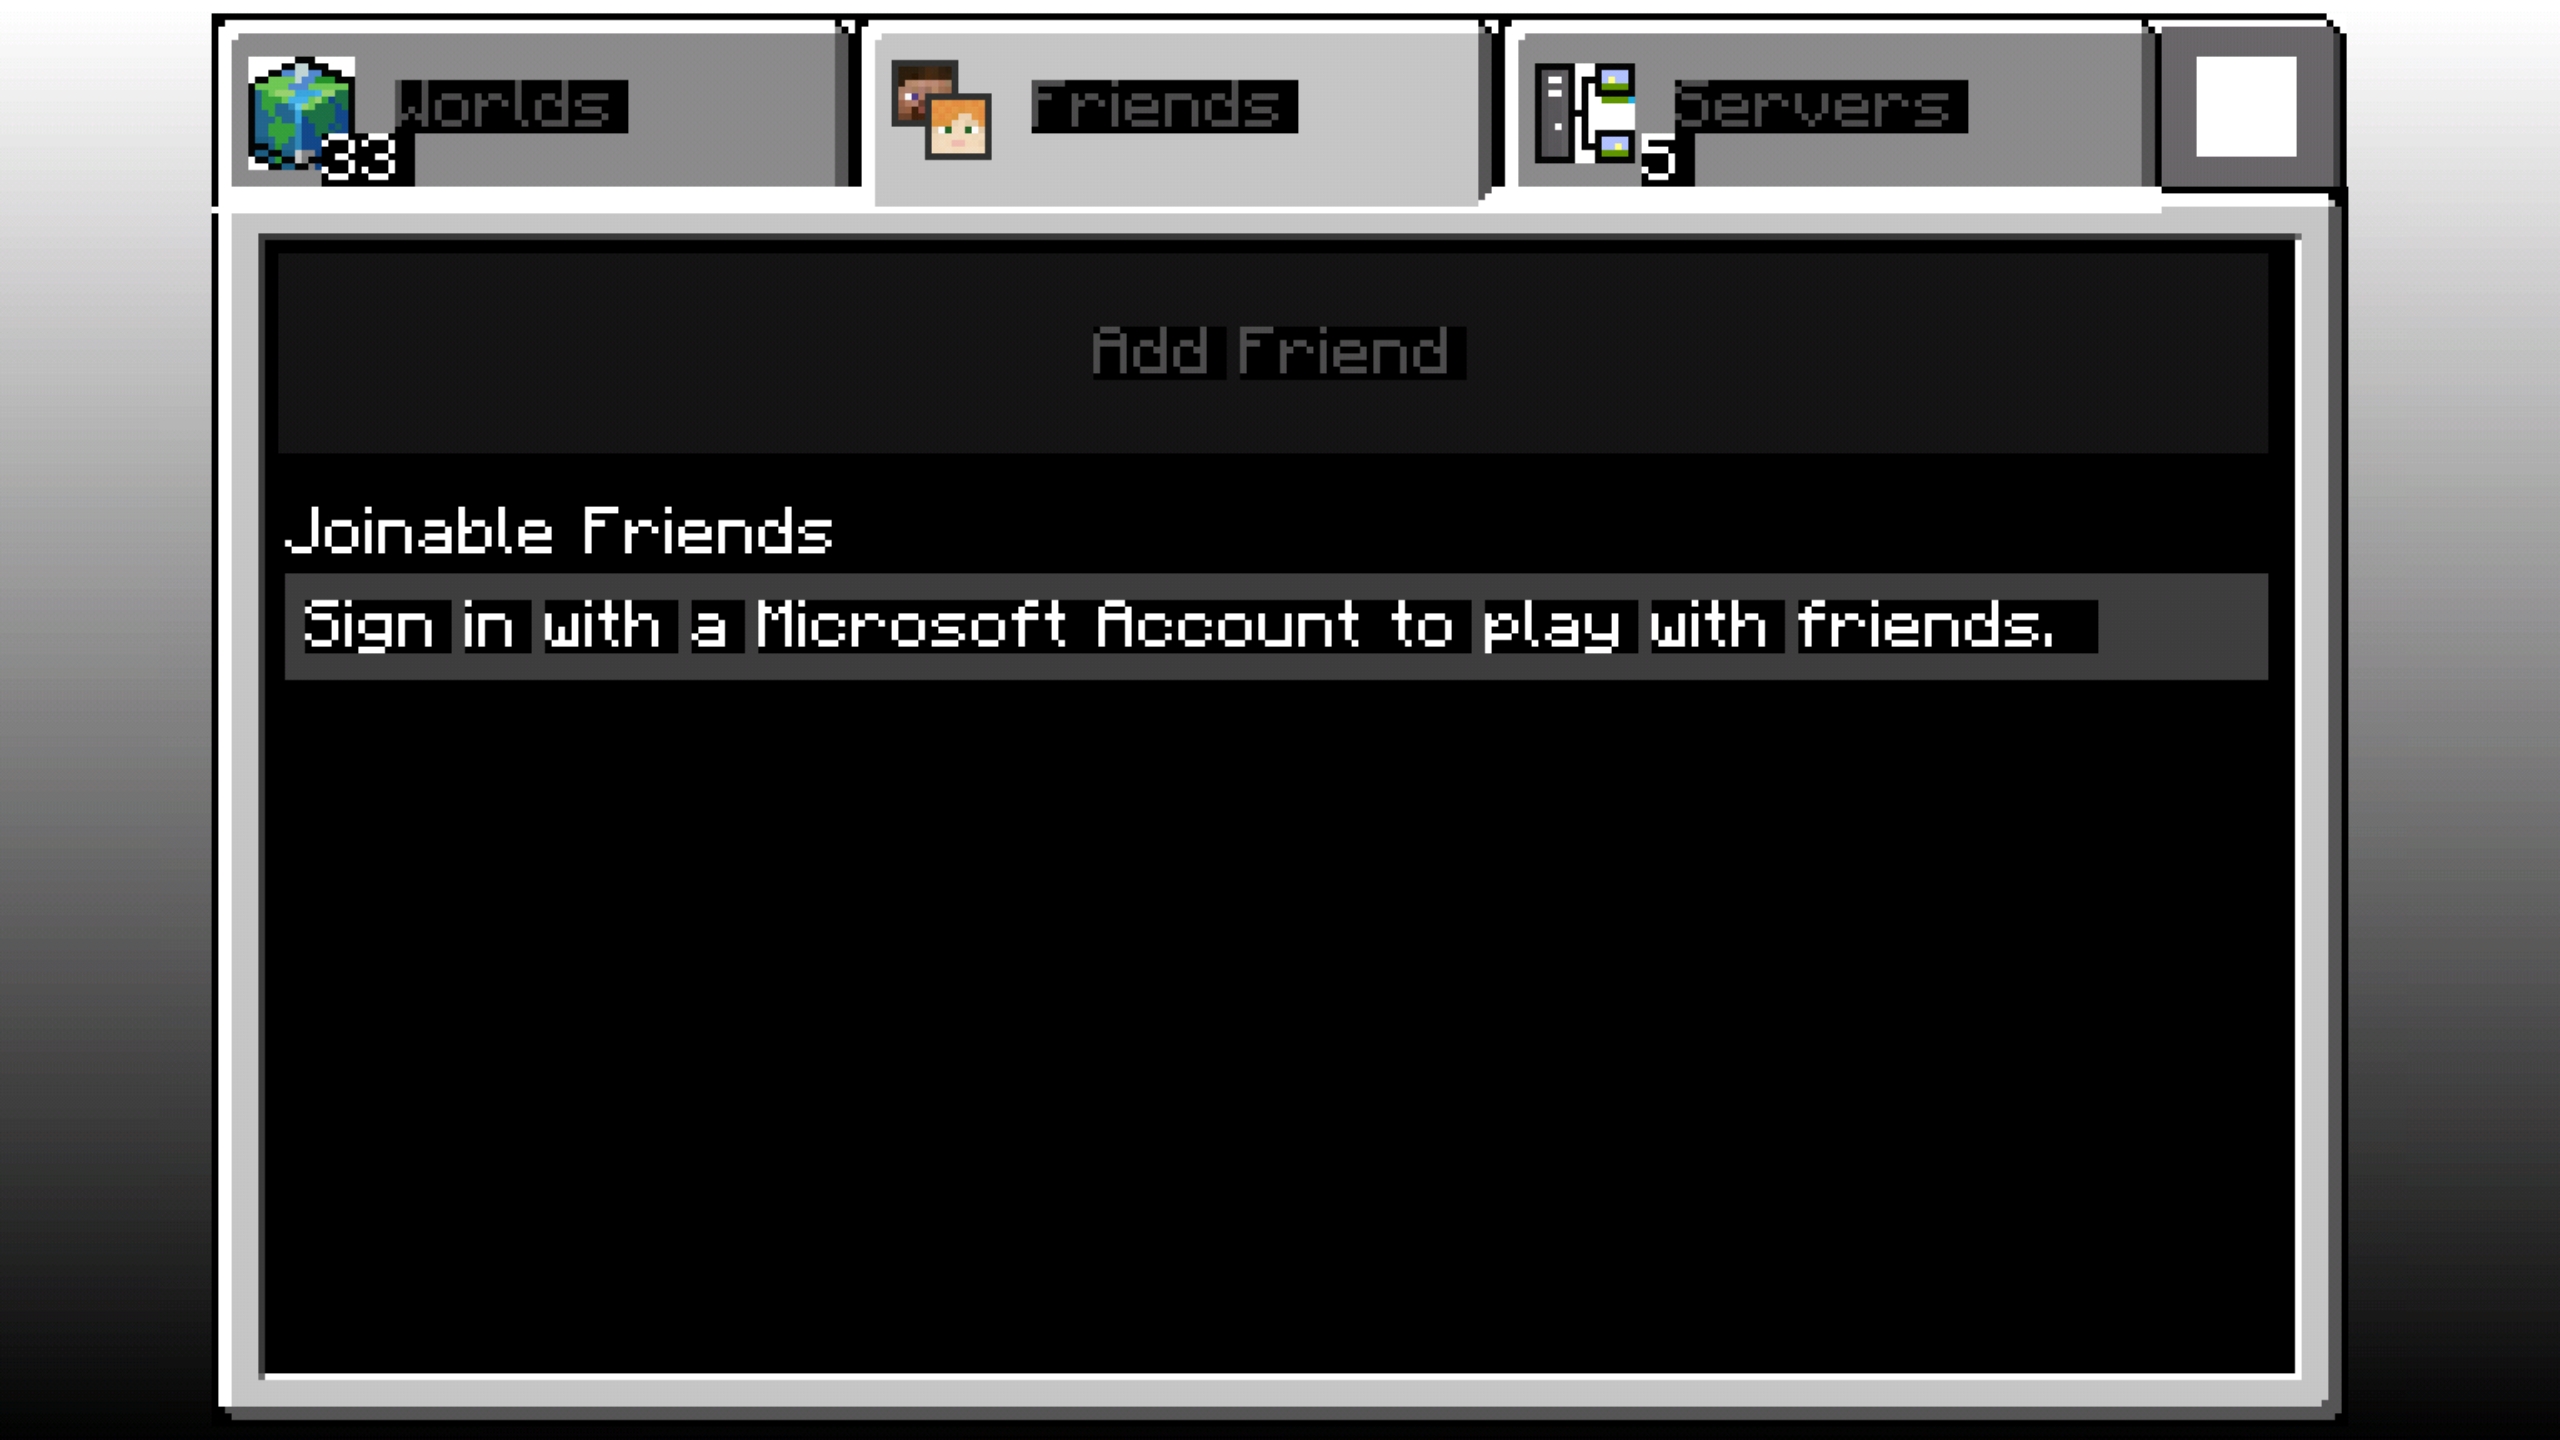 Worlds
33
Friends
Servers
5
Add Friend
Joinable Friends
Sign in with a Microsoft Account to play with friends.